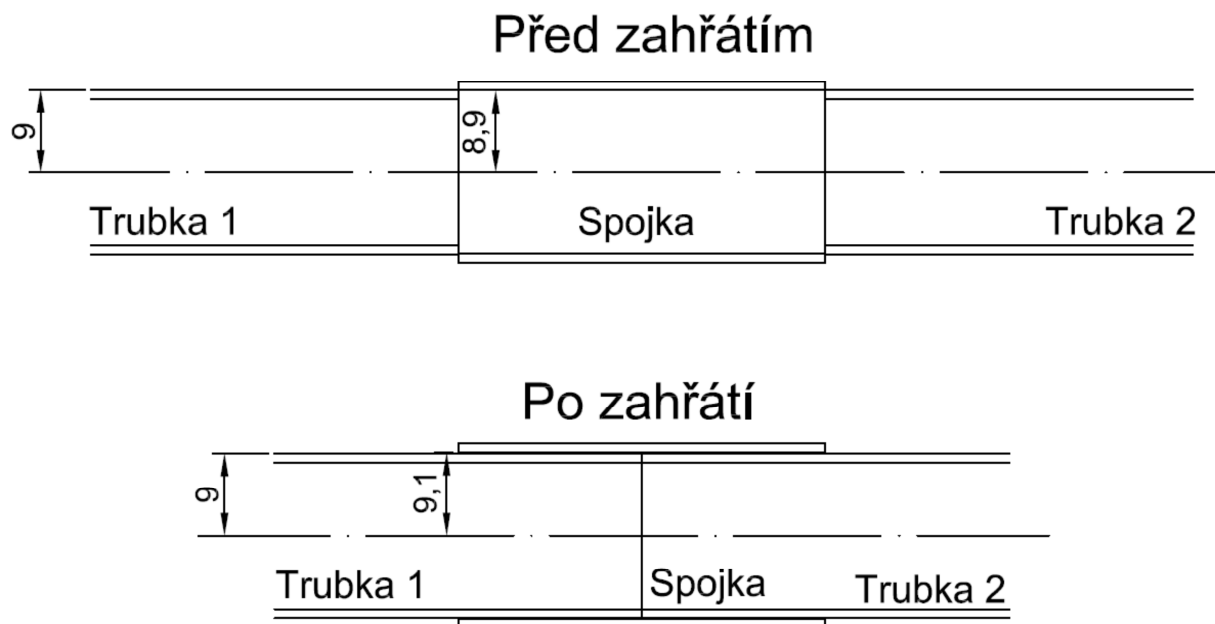 Před zahřátím
9
8,9
Trubka 1
Spojka
Trubka 2
Po zahřátí
9
9,1
Trubka 1
Spojka
Trubka 2